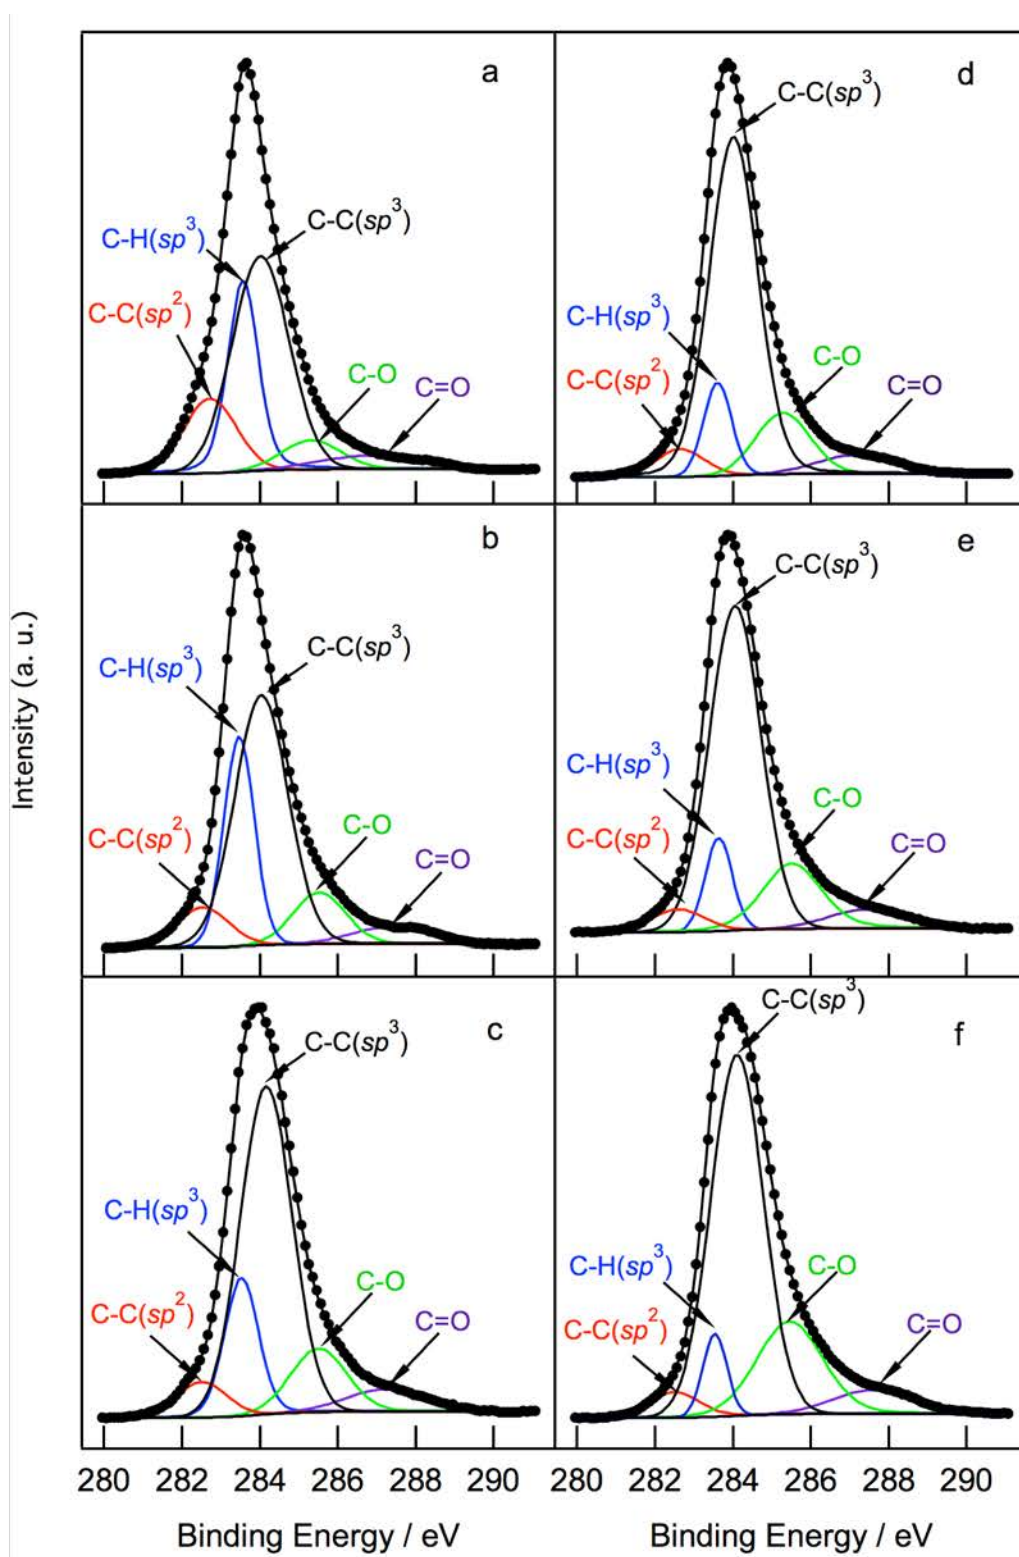 a
C-C(sp³)
C-H(sp³)
C-C(sp²)
C-O
C=O
d
C-C(sp³)
C-H(sp³)
C-C(sp²)
C-O
C=O
b
C-C(sp³)
C-H(sp³)
C-C(sp²)
C-O
C=O
e
C-C(sp³)
C-H(sp³)
C-C(sp²)
C-O
C=O
Intensity (a. u.)
c
C-C(sp³)
C-H(sp³)
C-C(sp²)
C-O
C=O
f
C-C(sp³)
C-H(sp³)
C-C(sp²)
C-O
C=O
280 282 284 286 288 290
280 282 284 286 288 290
Binding Energy / eV
Binding Energy / eV